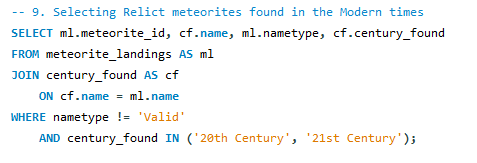 -- 9. Selecting Relict meteorites found in the Modern times
SELECT ml.meteorite_id, cf.name, ml.nametype, cf.century_found
FROM meteorite_landings AS ml
JOIN century_found AS cf
    ON cf.name = ml.name
WHERE nametype != 'Valid'
    AND century_found IN ('20th Century', '21st Century');